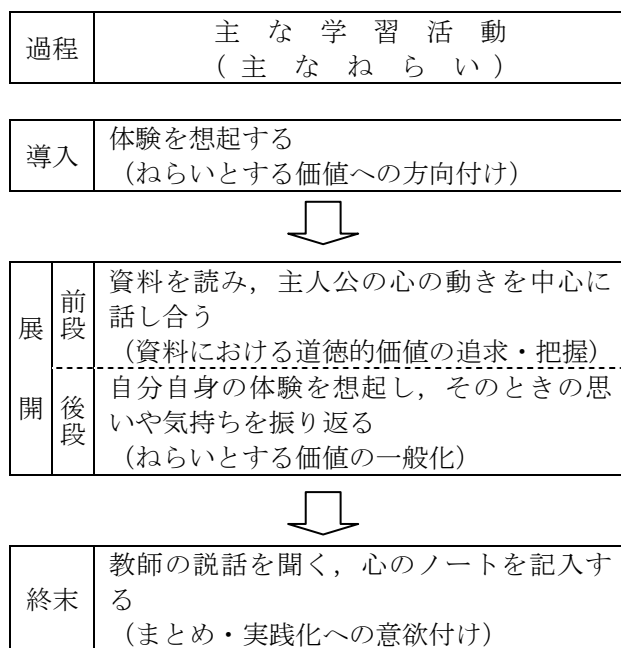 過程
主な学習活動
(主なねらい)
導入
体験を想起する
（ねらいとする価値への方向付け）
展開
前段
資料を読み，主人公の心の動きを中心に
話し合う
（資料における道徳的価値の追求・把握）
後段
自分自身の体験を想起し，そのときの思
いや気持ちを振り返る
（ねらいとする価値の一般化）
終末
教師の説話を聞く，心のノートを記入す
る
（まとめ・実践化への意欲付け）